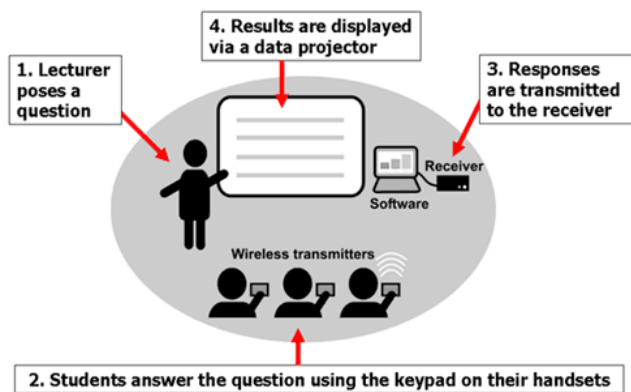 4. Results are displayed
via a data projector
1. Lecturer
poses a
question
3. Responses
are transmitted
to the receiver
Receiver
Software
Wireless transmitters
2. Students answer the question using the keypad on their handsets